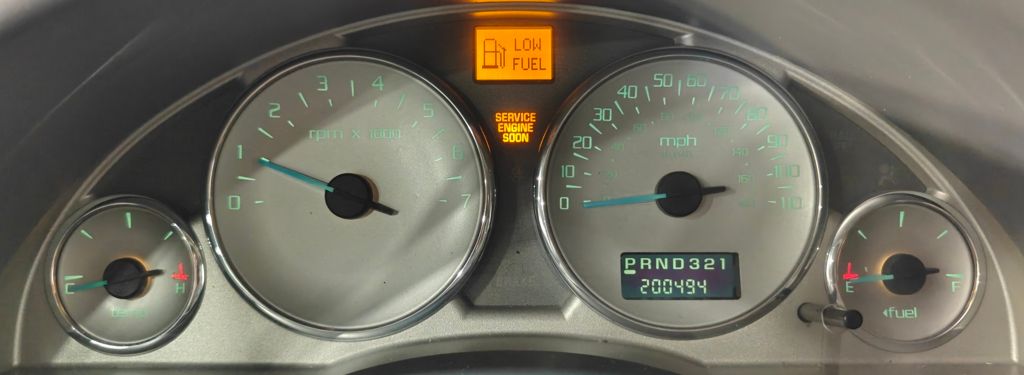 LOW
FUEL
SERVICE
ENGINE
SOON
0
1
2
3
4
5
6
7
rpm x 1000
0
10
20
30
40
50
60
70
80
90
100
110
mph
PRND321
200494
C
H
temp
E
F
fuel